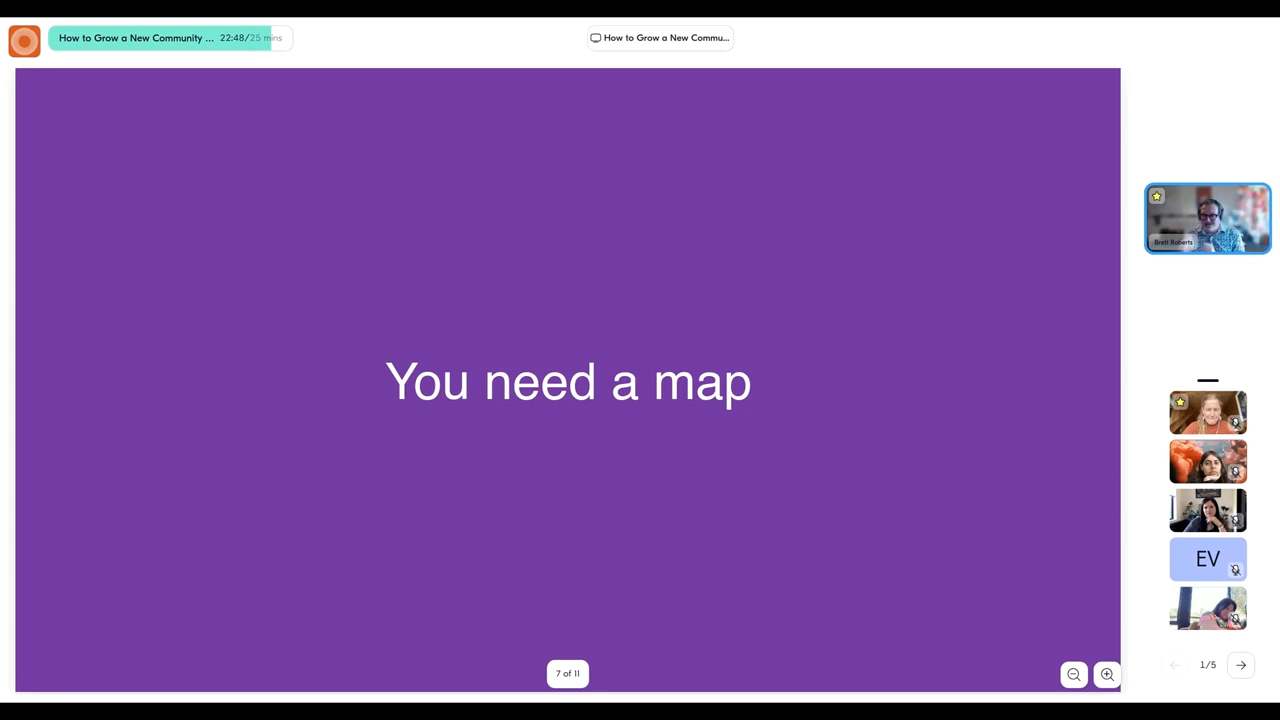 How to Grow a New Community ... 22:48/25 mins
How to Grow a New Commu...
You need a map
Brett Roberts
EV
7 of 11
1/5